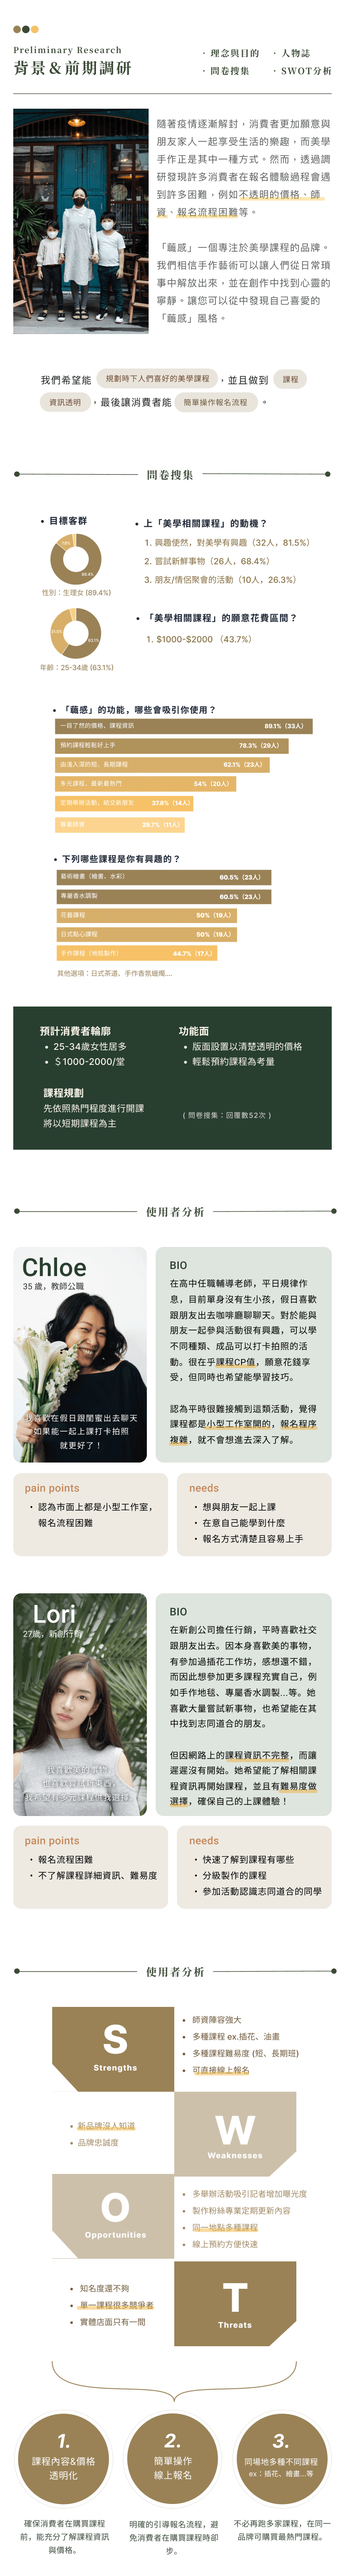 Preliminary Research
背景＆前期調研
· 理念與目的
· 人物誌
· 問卷搜集
· SWOT分析
隨著疫情逐漸解封，消費者更加願意與
朋友家人一起享受生活的樂趣，而美學
手作正是其中一種方式。然而，透過調
研發現許多消費者在報名體驗過程會遇
到許多困難，例如不透明的價格、師
資、報名流程困難等。
「蘊感」一個專注於美學課程的品牌。
我們相信手作藝術可以讓人們從日常瑣
事中解放出來，並在創作中找到心靈的
寧靜。讓您可以從中發現自己喜愛的
「蘊感」風格。
我們希望能 規劃時下人們喜好的美學課程，並且做到 課程
資訊透明，最後讓消費者能 簡單操作報名流程。
問卷搜集
• 目標客群
89.4%
性別：生理女 (89.4%)
63.1%
年齡：25-34歲 (63.1%)
• 上「美學相關課程」的動機？
1. 興趣使然，對美學有興趣（32人，81.5%）
2. 嘗試新鮮事物（26人，68.4%）
3. 朋友/情侶聚會的活動（10人，26.3%）
• 「美學相關課程」的願意花費區間？
1. $1000-$2000 （43.7%）
• 「蘊感」的功能，哪些會吸引你使用？
一目了然的價格、課程資訊 89.1%（33人）
預約課程輕鬆好上手 78.3%（29人）
由淺入深的短、長期課程 62.1%（23人）
多元課程，最新最熱門 54%（20人）
定期舉辦活動、結交新朋友 37.8%（14人）
29.7%（11人）
• 下列哪些課程是你有興趣的？
藝術繪畫（繪畫、水彩） 60.5%（23人）
專屬香水調製 60.5%（23人）
花藝課程 50%（19人）
日式點心課程 50%（19人）
手作課程（地毯製作） 44.7%（17人）
其他選項：日式茶道、手作香氛蠟燭....
預計消費者輪廓
• 25-34歲女性居多
• ＄1000-2000/堂
功能面
• 版面設置以清楚透明的價格
• 輕鬆預約課程為考量
課程規劃
先依照熱門程度進行開課
將以短期課程為主
( 問卷搜集：回覆數52次 )
使用者分析
Chloe
35 歲，教師公職
我喜歡在假日跟閨蜜出去聊天
如果能一起上課打卡拍照
就更好了！
BIO
在高中任職輔導老師，平日規律作
息，目前單身沒有生小孩，假日喜歡
跟朋友出去咖啡廳聊聊天。對於能與
朋友一起參與活動很有興趣，可以學
不同種類、成品可以打卡拍照的活
動。很在乎課程CP值，願意花錢享
受，但同時也希望能學習技巧。
認為平時很難接觸到這類活動，覺得
課程都是小型工作室開的，報名程序
複雜，就不會想進去深入了解。
pain points
• 認為市面上都是小型工作室，
報名流程困難
needs
• 想與朋友一起上課
• 在意自己能學到什麼
• 報名方式清楚且容易上手
Lori
27歲，新創行銷
我喜歡美的事物
也喜歡嘗試新東西，
我希望有多元課程供我選擇
BIO
在新創公司擔任行銷，平時喜歡社交
跟朋友出去。因本身喜歡美的事物，
有參加過插花工作坊，感想還不錯，
而因此想參加更多課程充實自己，例
如手作地毯、專屬香水調製...等。她
喜歡大量嘗試新事物，也希望能在其
中找到志同道合的朋友。
但因網路上的課程資訊不完整，而讓
遲遲沒有開始。她希望能了解相關課
程資訊再開始課程，並且有難易度做
選擇，確保自己的上課體驗！
pain points
• 報名流程困難
• 不了解課程詳細資訊、難易度
needs
• 快速了解到課程有哪些
• 分級製作的課程
• 參加活動認識志同道合的同學
使用者分析
S
Strengths
• 師資陣容強大
• 多種課程 ex.插花、油畫
• 多種課程難易度 (短、長期班)
• 可直接線上報名
• 新品牌沒人知道
• 品牌忠誠度
W
Weaknesses
O
Opportunities
• 多舉辦活動吸引記者增加曝光度
• 製作粉絲專業定期更新內容
• 同一地點多種課程
• 線上預約方便快速
• 知名度還不夠
• 單一課程很多競爭者
• 實體店面只有一間
T
Threats
1.
課程內容&價格
透明化
2.
簡單操作
線上報名
3.
同場地多種不同課程
ex：插花、繪畫...等
確保消費者在購買課程
前，能充分了解課程資訊
與價格。
明確的引導報名流程，避
免消費者在購買課程時卻
步。
不必再跑多家課程，在同一
品牌可購買最熱門課程。